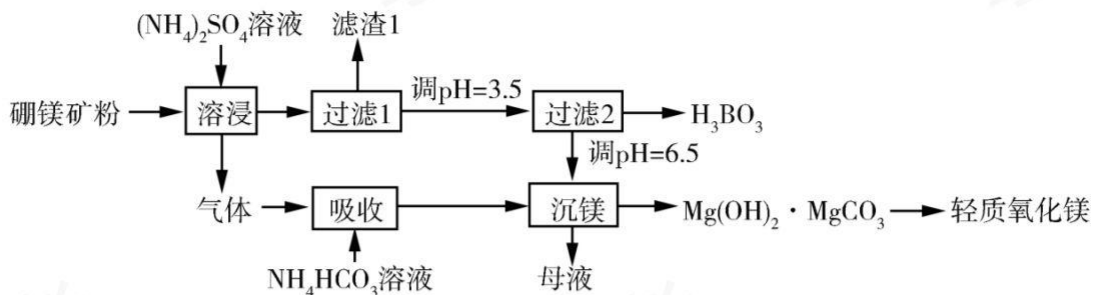 (NH₄)₂SO₄溶液 滤渣1
硼镁矿粉 溶浸 过滤1 调pH=3.5 过滤2 H₃BO₃
调pH=6.5
气体 吸收 沉镁 Mg(OH)₂·MgCO₃ 轻质氧化镁
NH₄HCO₃溶液 母液